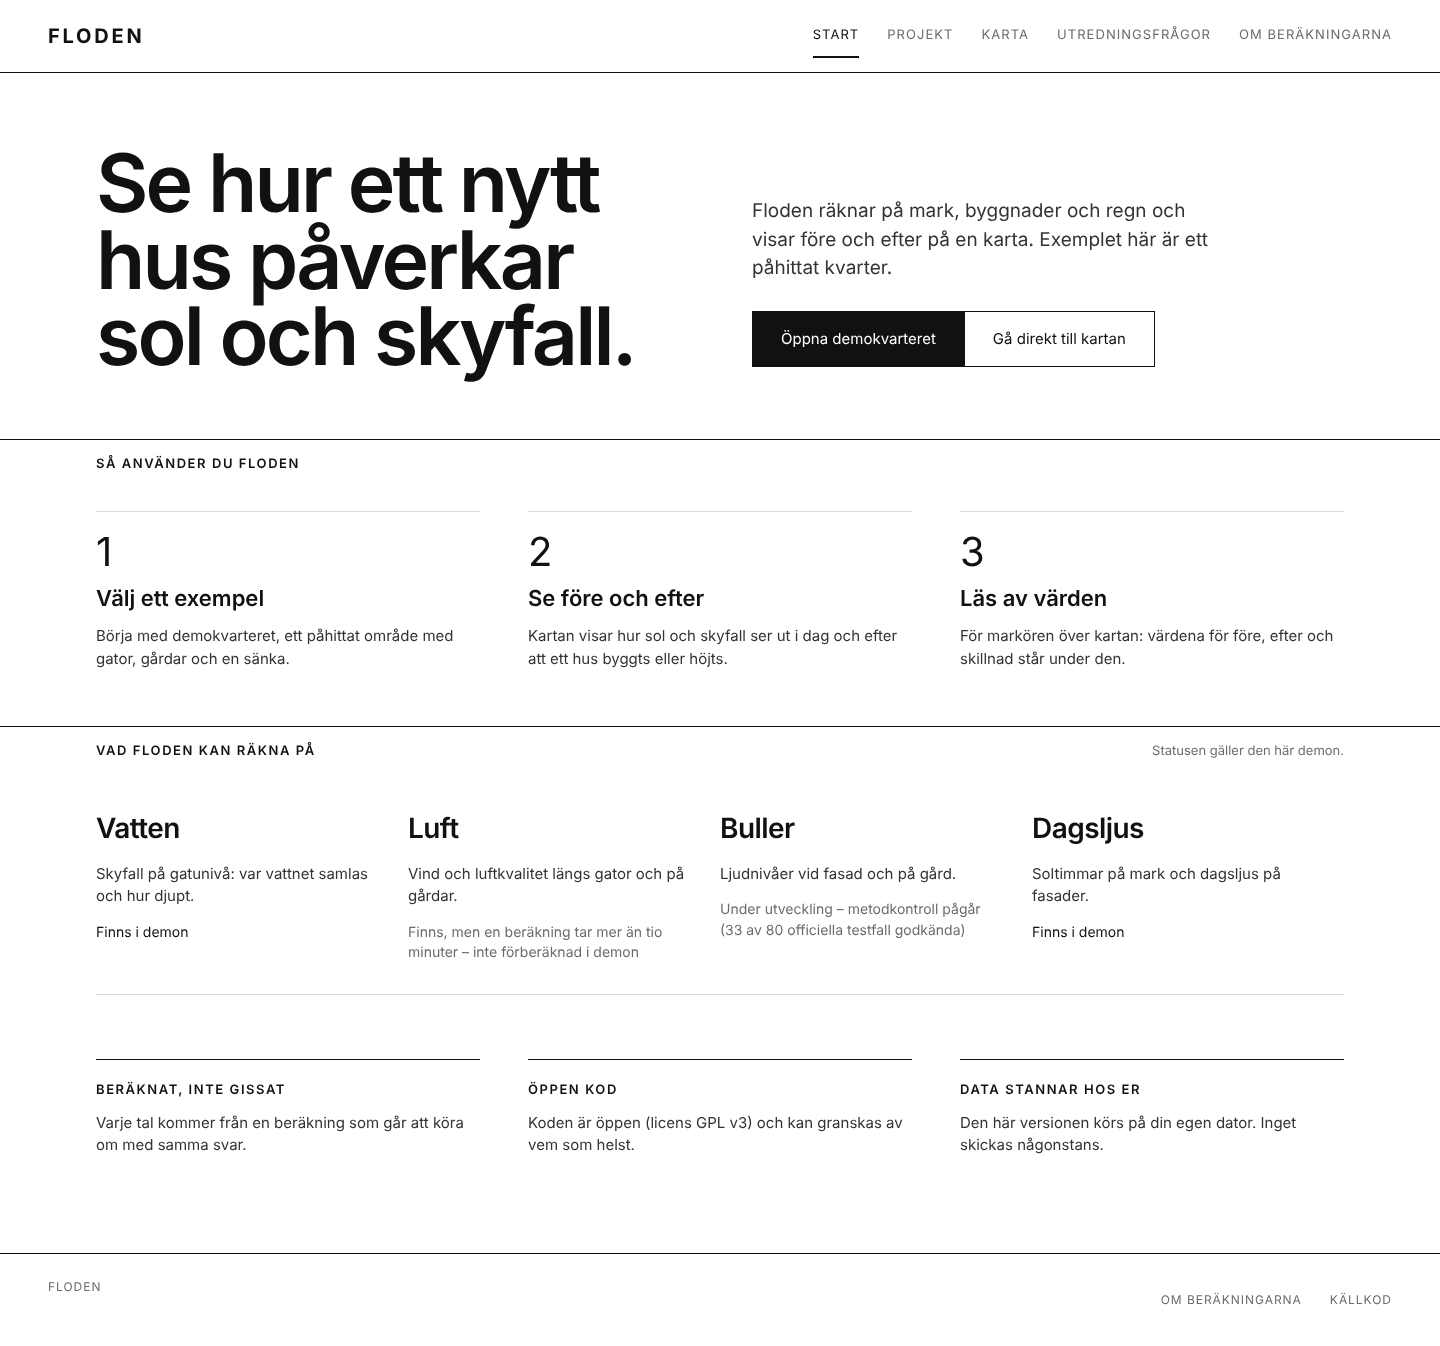 FLODEN
START PROJEKT KARTA UTREDNINGSFRÅGOR OM BERÄKNINGARNA
Se hur ett nytt
hus påverkar
sol och skyfall.
Floden räknar på mark, byggnader och regn och
visar före och efter på en karta. Exemplet här är ett
påhittat kvarter.
Öppna demokvarteret
Gå direkt till kartan
SÅ ANVÄNDER DU FLODEN
1
Välj ett exempel
Börja med demokvarteret, ett påhittat område med
gator, gårdar och en sänka.
2
Se före och efter
Kartan visar hur sol och skyfall ser ut i dag och efter
att ett hus byggts eller höjts.
3
Läs av värden
För markören över kartan: värdena för före, efter och
skillnad står under den.
VAD FLODEN KAN RÄKNA PÅ
Statusen gäller den här demon.
Vatten
Skyfall på gatunivå: var vattnet samlas
och hur djupt.
Finns i demon
Luft
Vind och luftkvalitet längs gator och på
gårdar.
Finns, men en beräkning tar mer än tio
minuter – inte förberäknad i demon
Buller
Ljudnivåer vid fasad och på gård.
Under utveckling – metodkontroll pågår
(33 av 80 officiella testfall godkända)
Dagsljus
Soltimmar på mark och dagsljus på
fasader.
Finns i demon
BERÄKNAT, INTE GISSAT
Varje tal kommer från en beräkning som går att köra
om med samma svar.
ÖPPEN KOD
Koden är öppen (licens GPL v3) och kan granskas av
vem som helst.
DATA STANNAR HOS ER
Den här versionen körs på din egen dator. Inget
skickas någonstans.
FLODEN
OM BERÄKNINGARNA KÄLLKOD